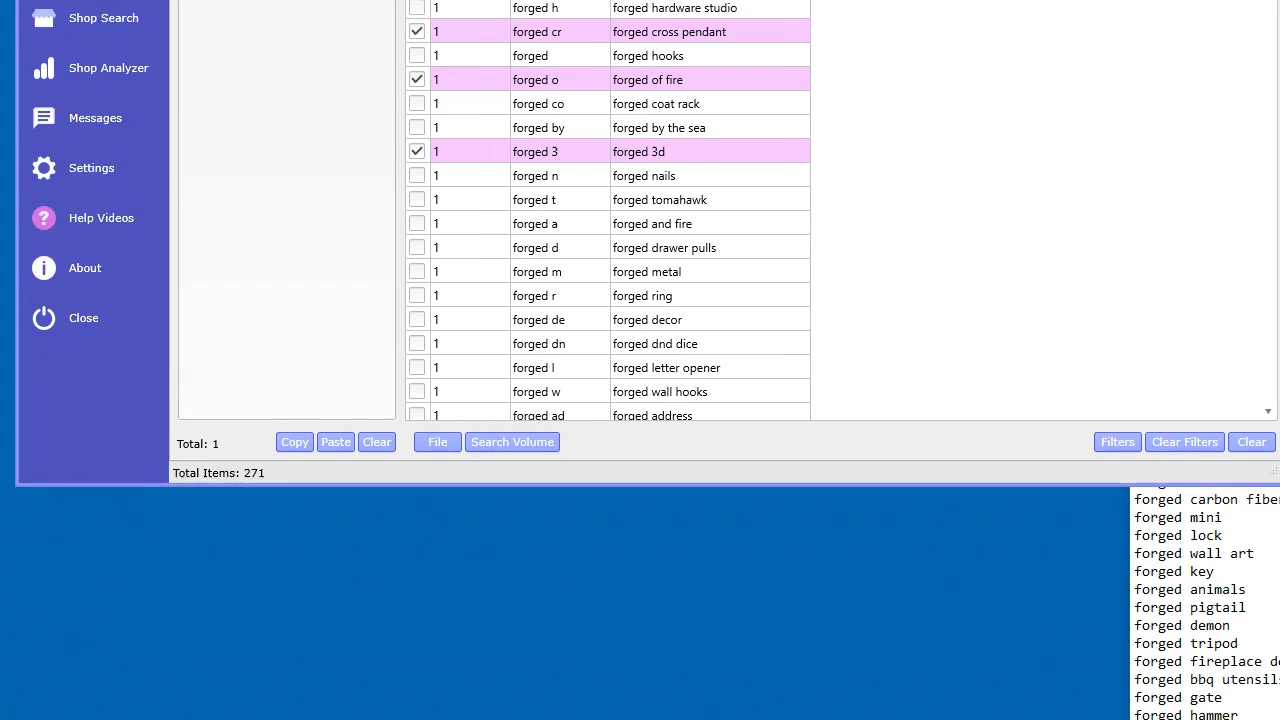 Shop Search
Shop Analyzer
Messages
Settings
Help Videos
About
Close
1 forged h forged hardware studio
1 forged cr forged cross pendant
1 forged forged hooks
1 forged o forged of fire
1 forged co forged coat rack
1 forged by forged by the sea
1 forged 3 forged 3d
1 forged n forged nails
1 forged t forged tomahawk
1 forged a forged and fire
1 forged d forged drawer pulls
1 forged m forged metal
1 forged r forged ring
1 forged de forged decor
1 forged dn forged dnd dice
1 forged l forged letter opener
1 forged w forged wall hooks
1 forged ad forged address
Total: 1 Copy Paste Clear File Search Volume Filters Clear Filters Clear
Total Items: 271
forged carbon fiber
forged mini
forged lock
forged wall art
forged key
forged animals
forged pigtail
forged demon
forged tripod
forged fireplace
forged bbq utensils
forged gate
forged hammer